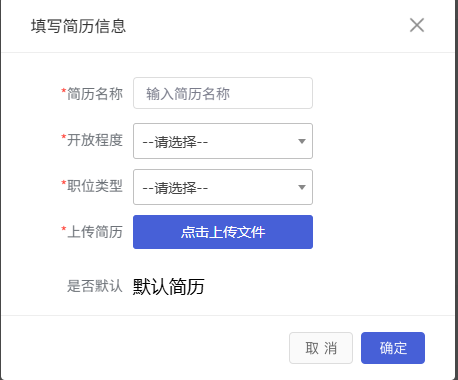 填写简历信息
*简历名称 输入简历名称
*开放程度 --请选择--
*职位类型 --请选择--
*上传简历 点击上传文件
是否默认 默认简历
取 消 确定